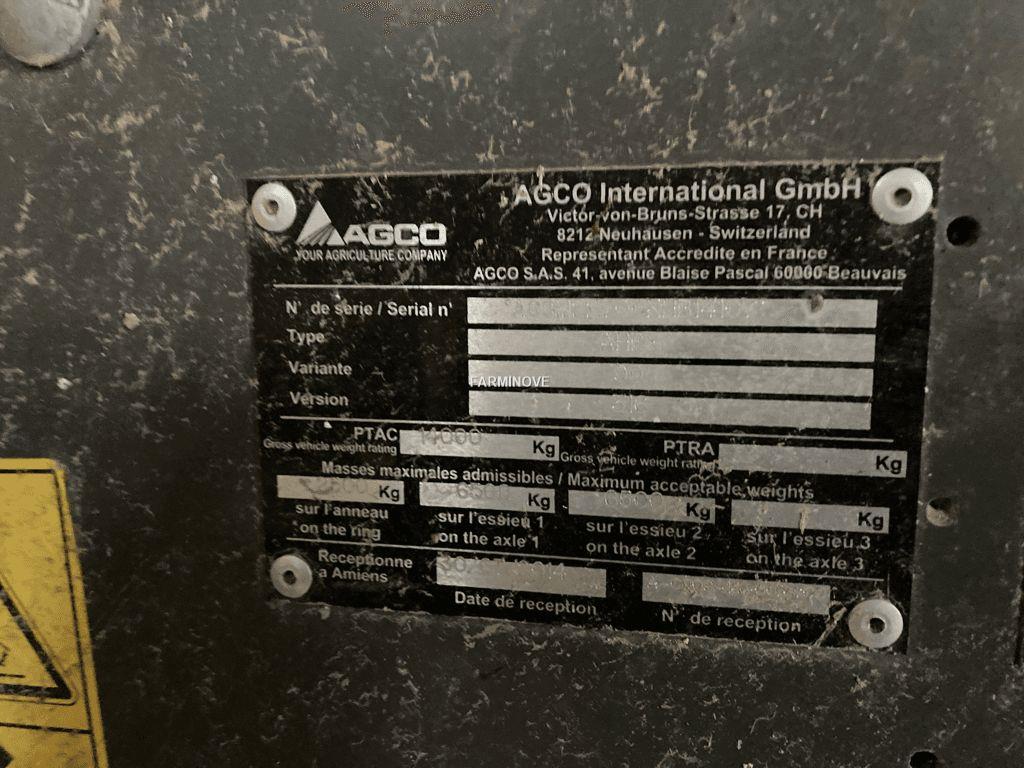 AGCO
YOUR AGRICULTURE COMPANY
AGCO International GmbH
Victor-von-Bruns-Strasse 17, CH
8212 Neuhausen - Switzerland
Representant Accredite en France
AGCO S.A.S. 41, avenue Blaise Pascal 60000 Beauvais
N° de serie / Serial n°
Type
Variante
FARMINOVE
Version
PTAC 11000 Kg
Gross vehicle weight rating
PTRA Kg
Gross vehicle weight rating
Masses maximales admissibles / Maximum acceptable weights
Kg Kg 6500 Kg Kg
sur l'anneau sur l'essieu 1 sur l'essieu 2 sur l'essieu 3
on the ring on the axle 1 on the axle 2 on the axle 3
Receptionne
a Amiens
Date de reception N° de reception